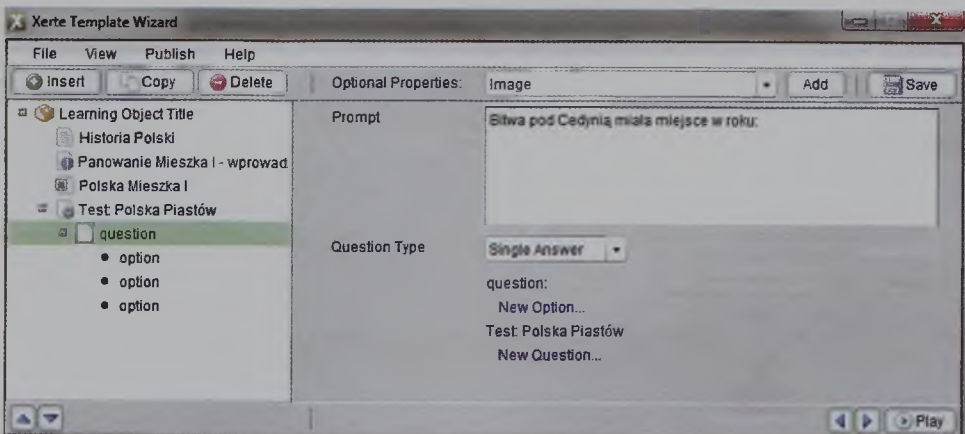 Xerte Template Wizard
File View Publish Help
Insert Copy Delete Optional Properties: Image Add Save
Learning Object Title
Historia Polski
Panowanie Mieszka I - wprowad
Polska Mieszka I
Test: Polska Piastów
question
option
option
option
Prompt Bitwa pod Cedynią miała miejsce w roku:
Question Type Single Answer
question:
New Option...
Test: Polska Piastów
New Question...
Play